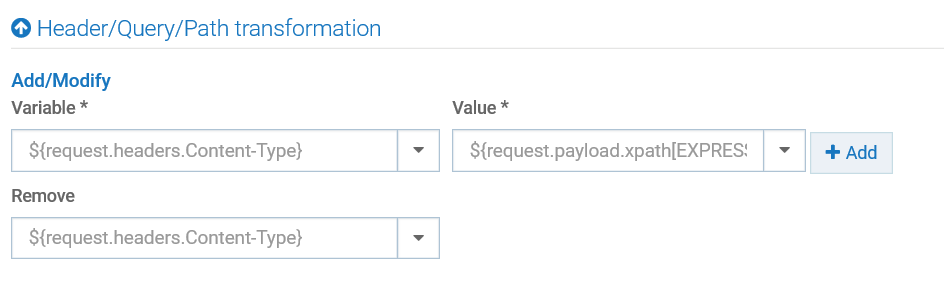 Header/Query/Path transformation
Add/Modify
Variable * Value *
${request.headers.Content-Type} ${request.payload.xpath[EXPRES Add
Remove
${request.headers.Content-Type}